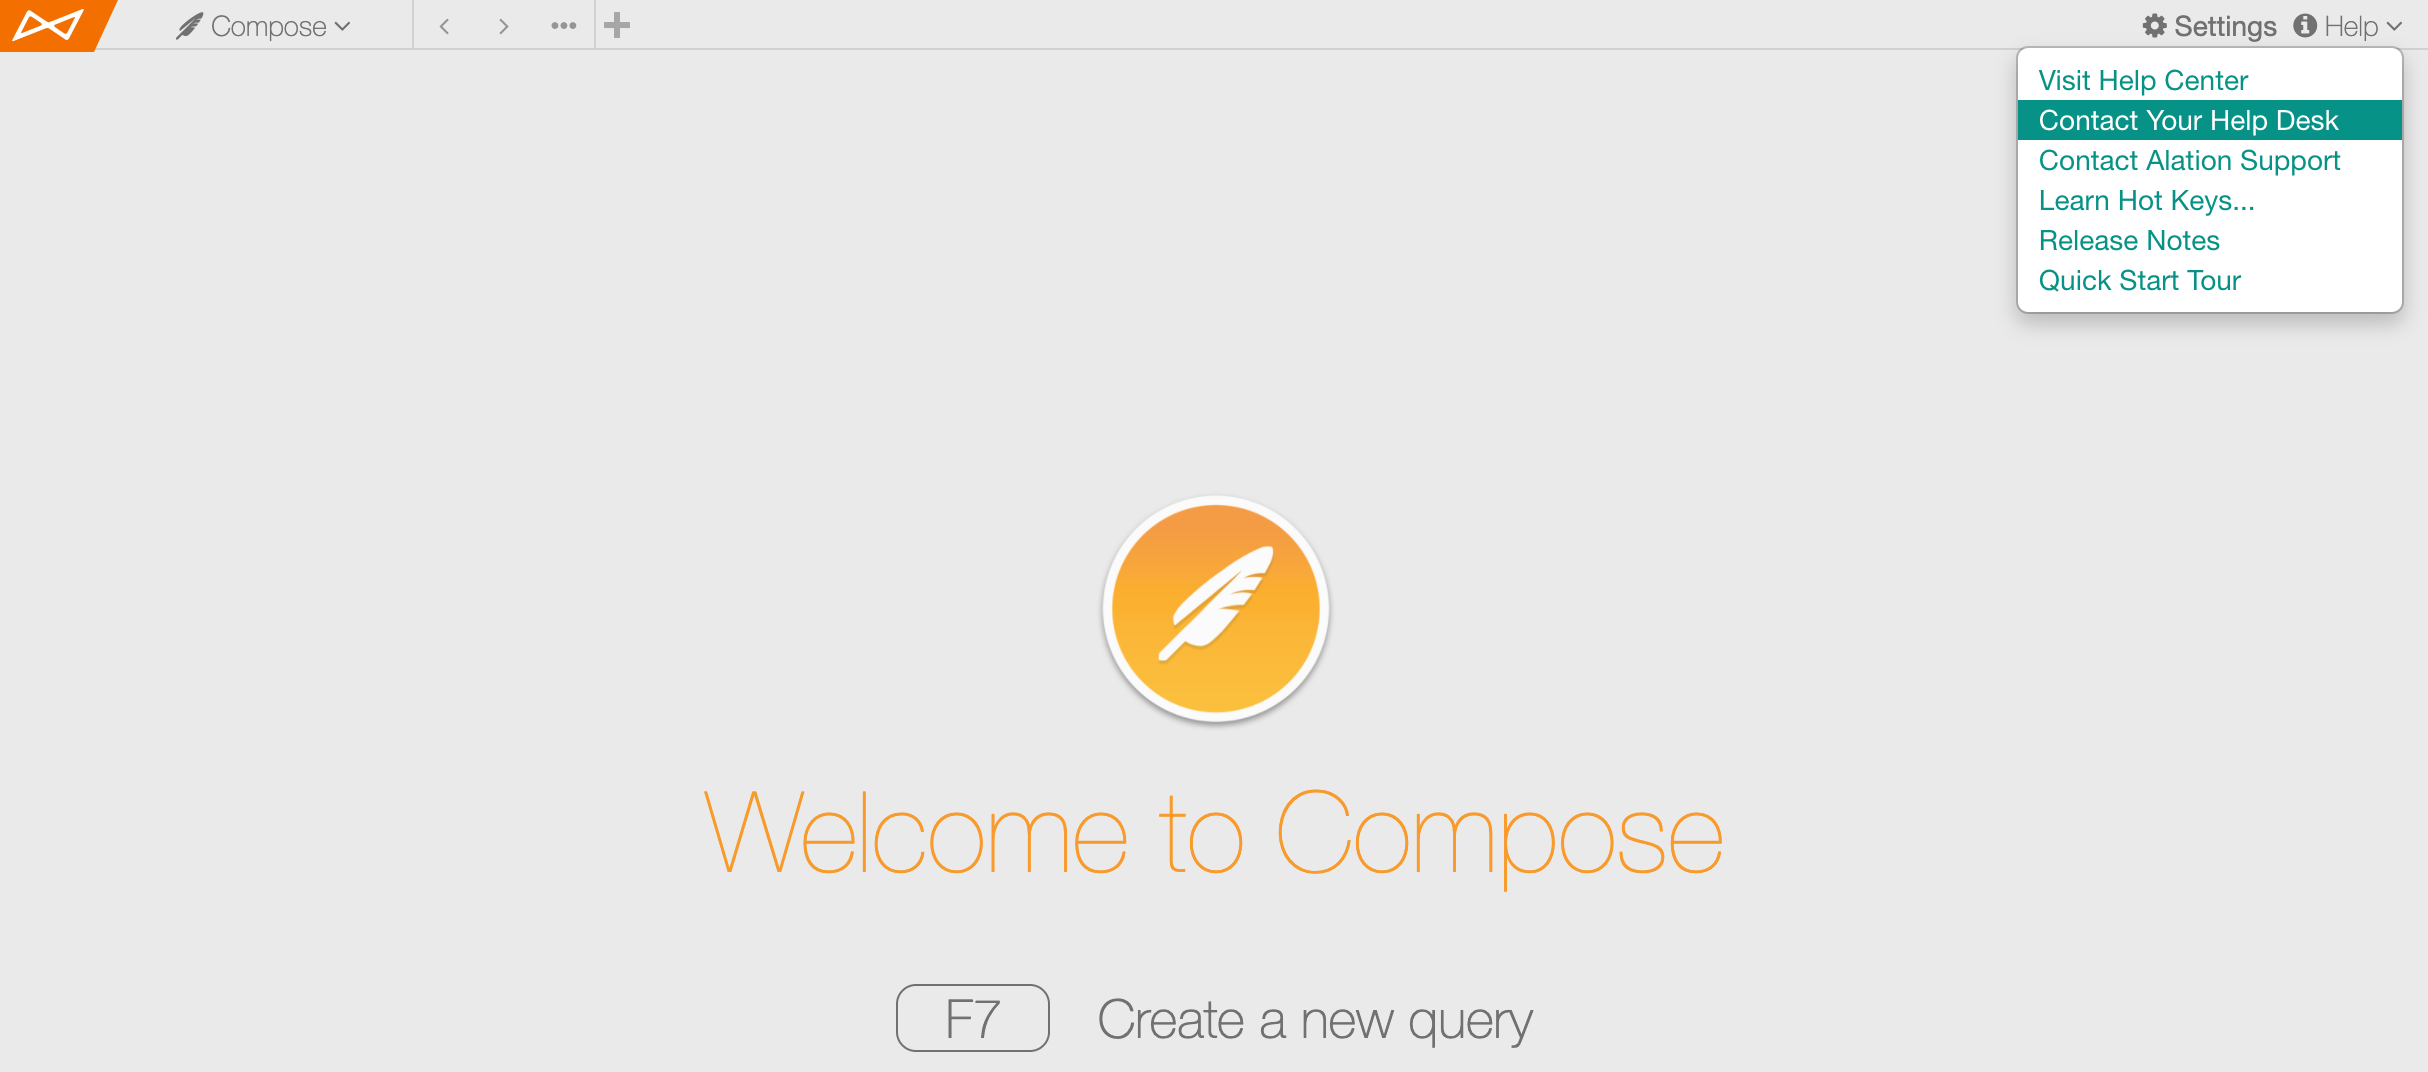 Compose
Settings
Help
Visit Help Center
Contact Your Help Desk
Contact Alation Support
Learn Hot Keys...
Release Notes
Quick Start Tour
Welcome to Compose
F7 Create a new query